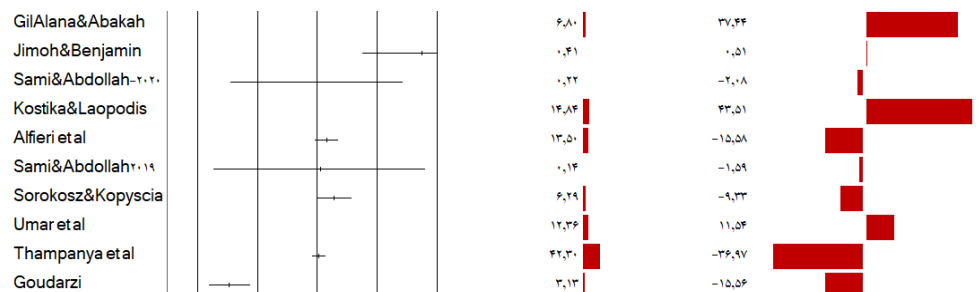 GilAlana&Abakah ۶٫۸۰ ۳۷٫۴۴
Jimoh&Benjamin ۰٫۴۱ ۰٫۵۱
Sami&Abdollah-۲۰۲۰ ۰٫۲۲ -۲٫۰۸
Kostika&Laopodis ۱۴٫۸۴ ۴۳٫۵۱
Alfieri et al ۱۳٫۵۰ -۱۵٫۵۸
Sami&Abdollah۲۰۱۹ ۰٫۱۴ -۱٫۵۹
Sorokosz&Kopyscia ۶٫۲۹ -۹٫۳۳
Umar et al ۱۲٫۳۶ ۱۱٫۵۴
Thampanya et al ۴۲٫۳۰ -۳۶٫۹۷
Goudarzi ۳٫۱۳ -۱۵٫۵۶